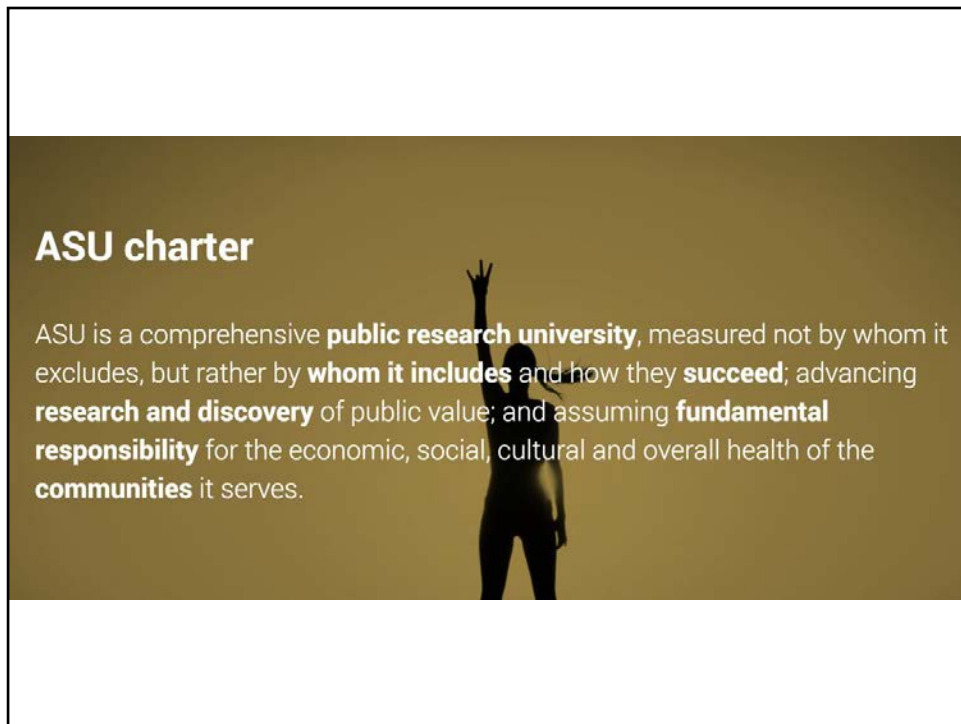 ASU charter
ASU is a comprehensive public research university, measured not by whom it
excludes, but rather by whom it includes and how they succeed; advancing
research and discovery of public value; and assuming fundamental
responsibility for the economic, social, cultural and overall health of the
communities it serves.